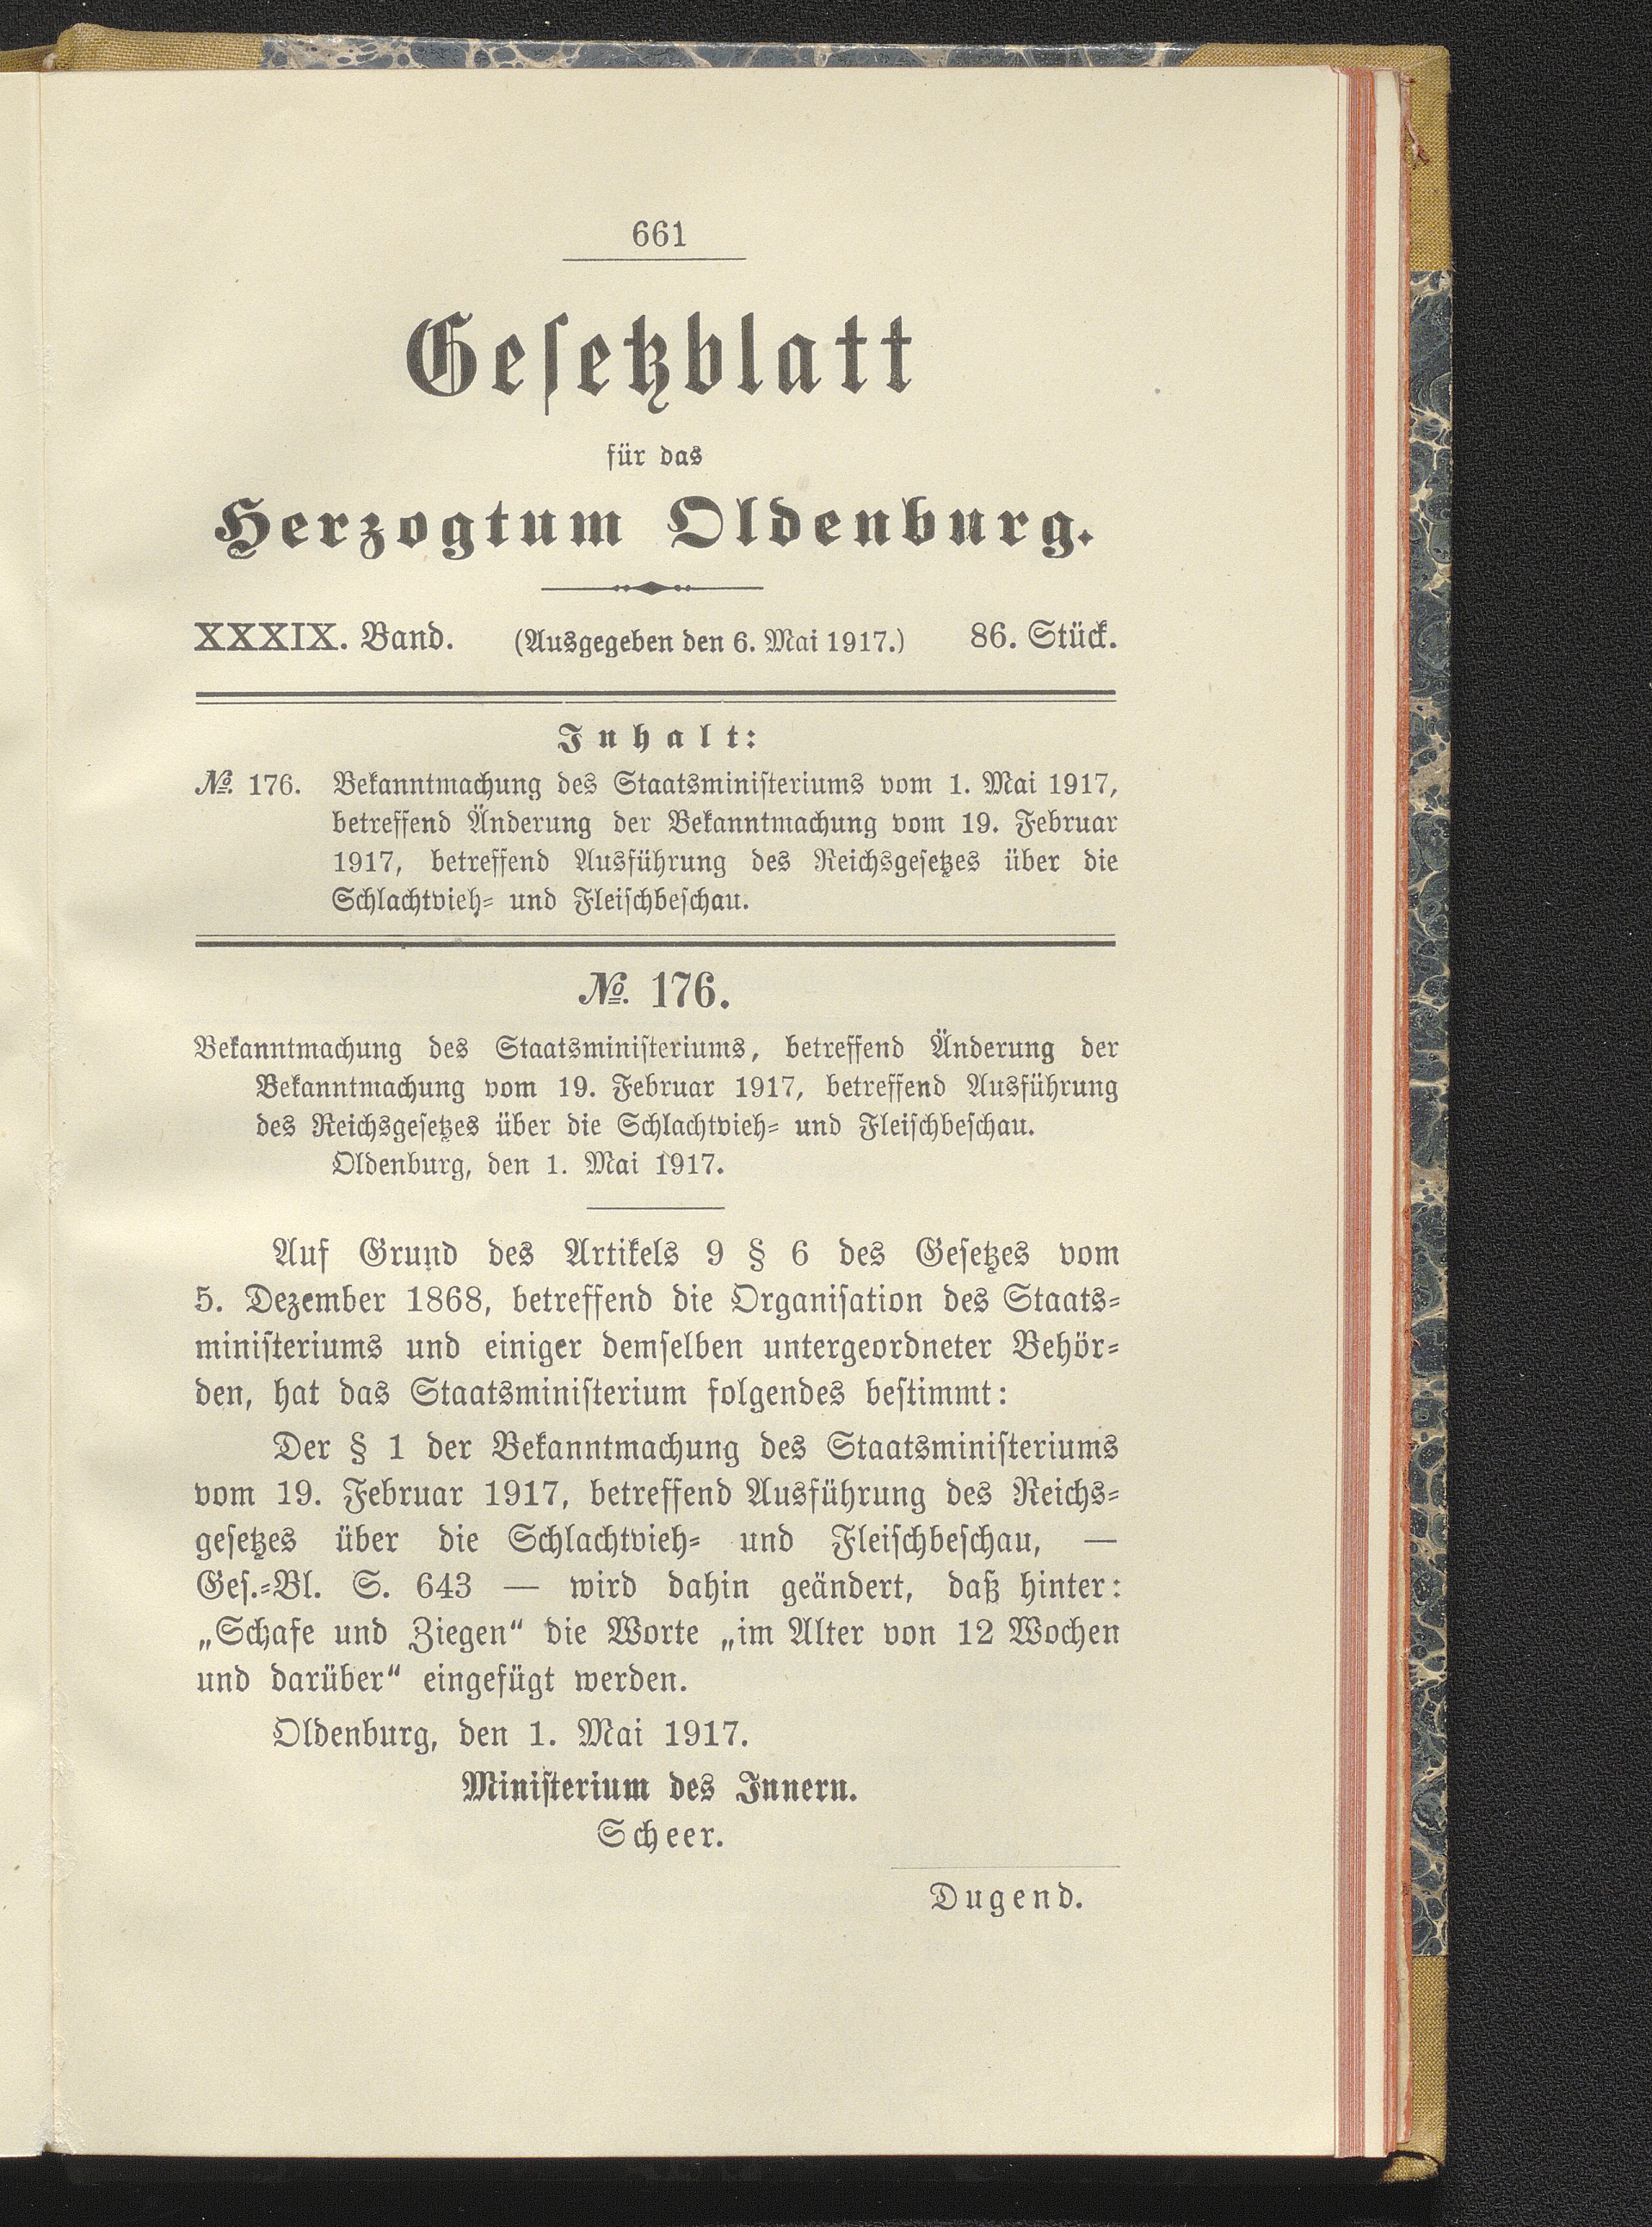 661
Gesetzblatt
für das
Herzogtum Oldenburg.
XXXIX. Band. (Ausgegeben den 6. Mai 1917.) 86. Stück.
Inhalt:
№. 176. Bekanntmachung des Staatsministeriums vom 1. Mai 1917,
betreffend Änderung der Bekanntmachung vom 19. Februar
1917, betreffend Ausführung des Reichsgesetzes über die
Schlachtvieh- und Fleischbeschau.
№. 176.
Bekanntmachung des Staatsministeriums, betreffend Änderung der
Bekanntmachung vom 19. Februar 1917, betreffend Ausführung
des Reichsgesetzes über die Schlachtvieh- und Fleischbeschau.
Oldenburg, den 1. Mai 1917.
Auf Grund des Artikels 9 § 6 des Gesetzes vom
5. Dezember 1868, betreffend die Organisation des Staats-
ministeriums und einiger demselben untergeordneter Behör-
den, hat das Staatsministerium folgendes bestimmt:
Der § 1 der Bekanntmachung des Staatsministeriums
vom 19. Februar 1917, betreffend Ausführung des Reichs-
gesetzes über die Schlachtvieh- und Fleischbeschau, —
Ges.-Bl. S. 643 — wird dahin geändert, daß hinter:
„Schafe und Ziegen“ die Worte „im Alter von 12 Wochen
und darüber“ eingefügt werden.
Oldenburg, den 1. Mai 1917.
Ministerium des Innern.
Scheer.
Dugend.